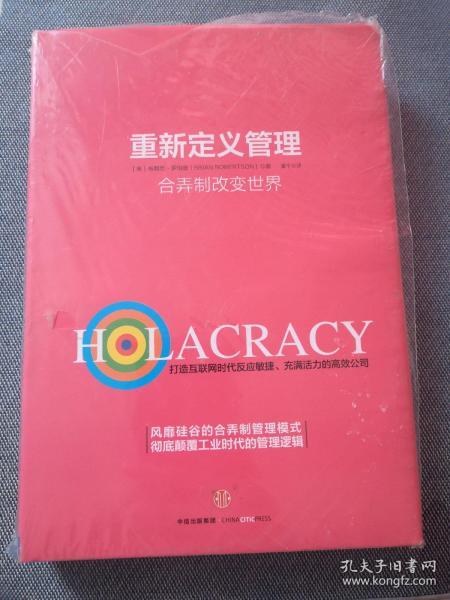 重新定义管理
[美] 布赖恩·罗伯逊 (BRIAN ROBERTSON) ◎著 潘千◎译
合弄制改变世界
HOLACRACY
打造互联网时代反应敏捷、充满活力的高效公司
风靡硅谷的合弄制管理模式
彻底颠覆工业时代的管理逻辑
中信出版集团 | CHINACITICPRESS
孔夫子旧书网
www.kongfz.com